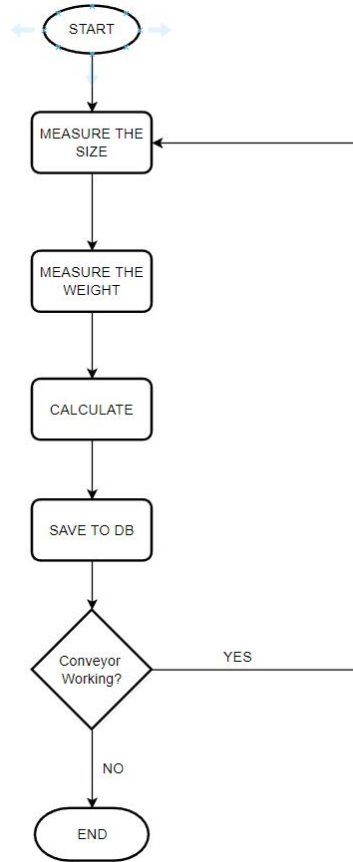 START
MEASURE THE
SIZE
MEASURE THE
WEIGHT
CALCULATE
SAVE TO DB
Conveyor
Working?
YES
NO
END